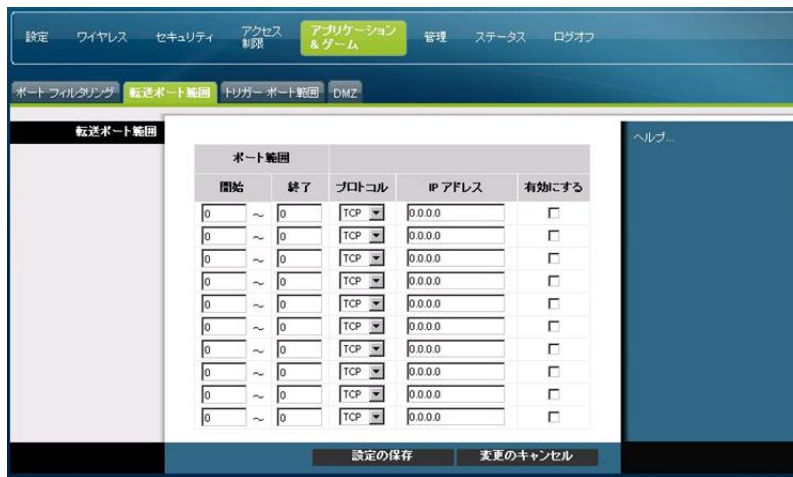 設定 ワイヤレス セキュリティ アクセス制限 アプリケーション & ゲーム 管理 ステータス ログオフ
ポート フィルタリング 転送ポート範囲 トリガー ポート範囲 DMZ
転送ポート範囲
ヘルプ...
ポート範囲
開始 終了 プロトコル IP アドレス 有効にする
0 ～ 0 TCP 0.0.0.0
0 ～ 0 TCP 0.0.0.0
0 ～ 0 TCP 0.0.0.0
0 ～ 0 TCP 0.0.0.0
0 ～ 0 TCP 0.0.0.0
0 ～ 0 TCP 0.0.0.0
0 ～ 0 TCP 0.0.0.0
0 ～ 0 TCP 0.0.0.0
0 ～ 0 TCP 0.0.0.0
0 ～ 0 TCP 0.0.0.0
設定の保存 変更のキャンセル